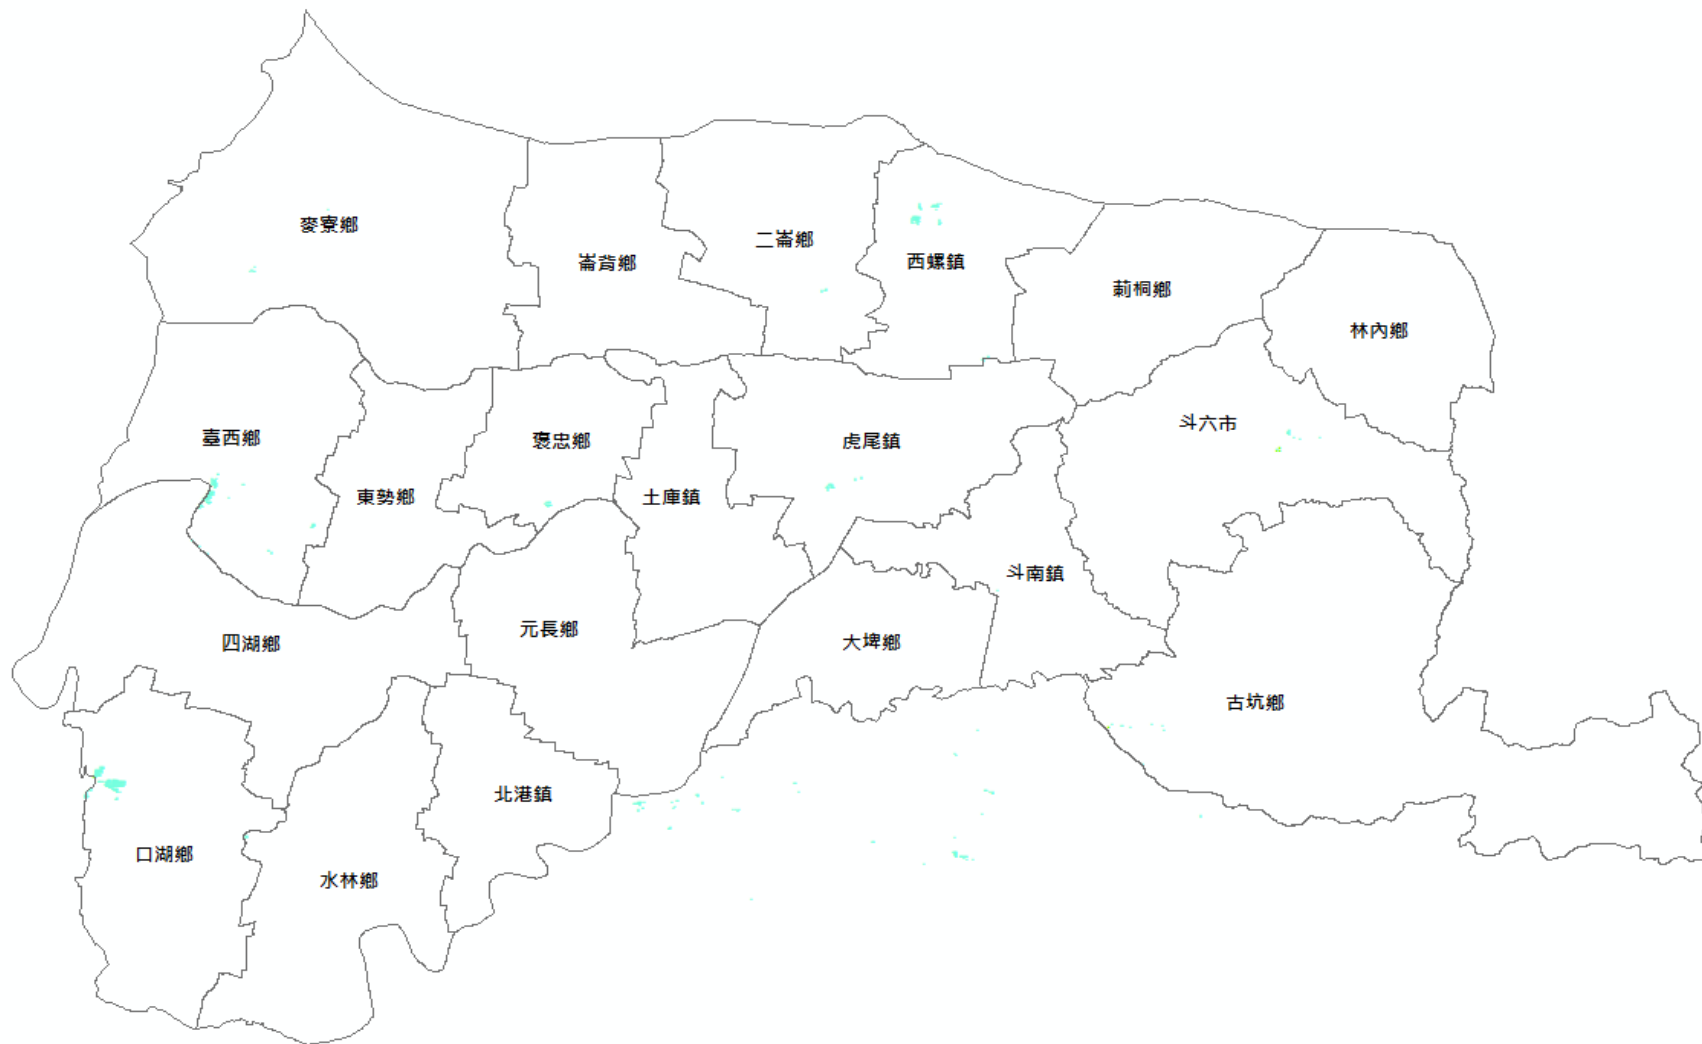 麥寮鄉
崙背鄉
二崙鄉
西螺鎮
莿桐鄉
林內鄉
臺西鄉
東勢鄉
褒忠鄉
土庫鎮
虎尾鎮
斗六市
四湖鄉
元長鄉
大埤鄉
斗南鎮
古坑鄉
口湖鄉
水林鄉
北港鎮